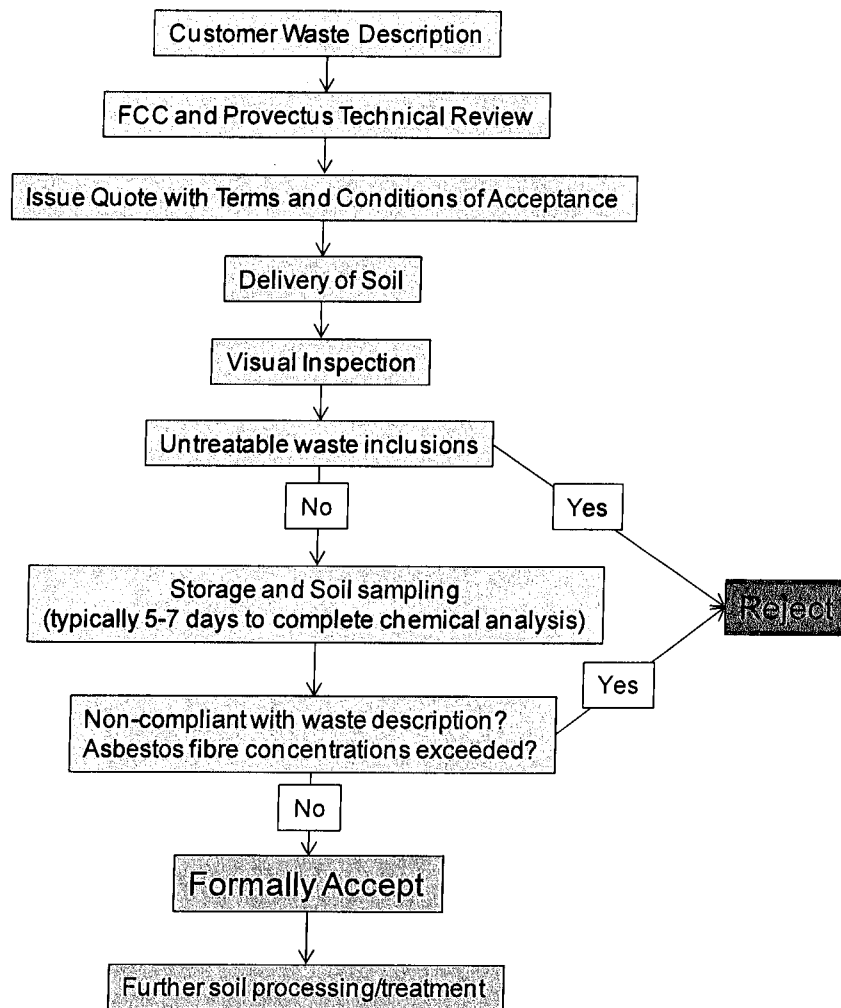 Customer Waste Description
FCC and Provectus Technical Review
Issue Quote with Terms and Conditions of Acceptance
Delivery of Soil
Visual Inspection
Untreatable waste inclusions
No
Yes
Storage and Soil sampling
(typically 5-7 days to complete chemical analysis)
Reject
Yes
Non-compliant with waste description?
Asbestos fibre concentrations exceeded?
No
Formally Accept
Further soil processing/treatment